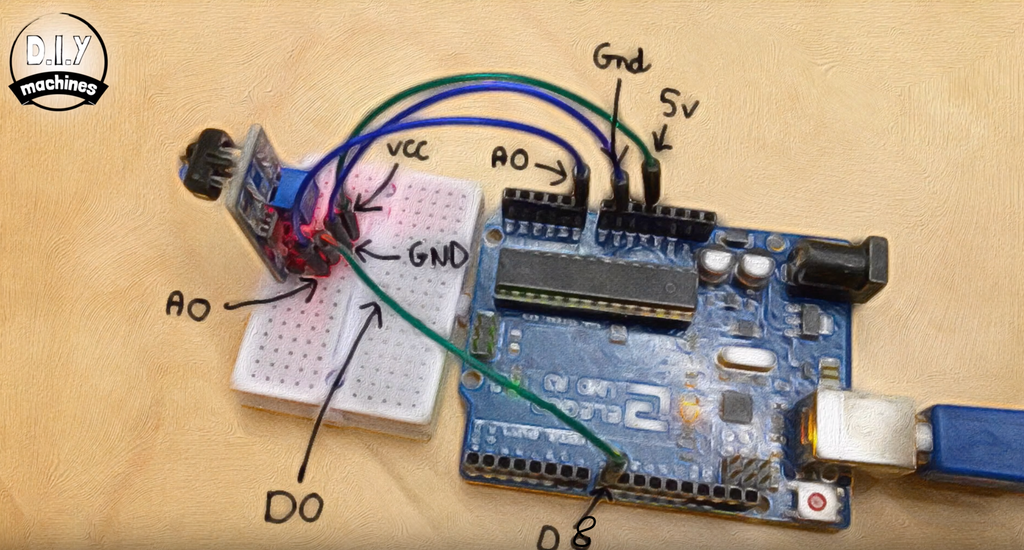 D.I.Y
machines
Gnd
5v
AO
VCC
GND
AO
DO
D8